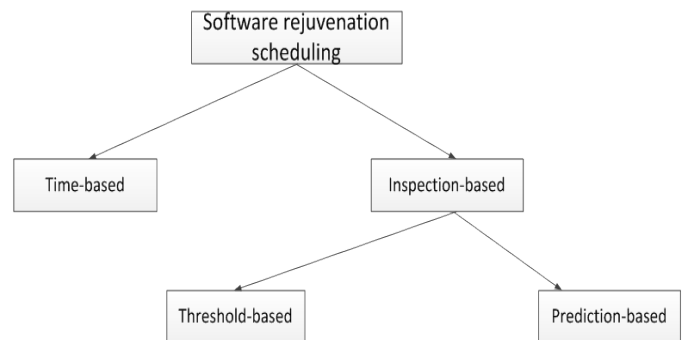 Software rejuvenation
scheduling
Time-based
Inspection-based
Threshold-based
Prediction-based